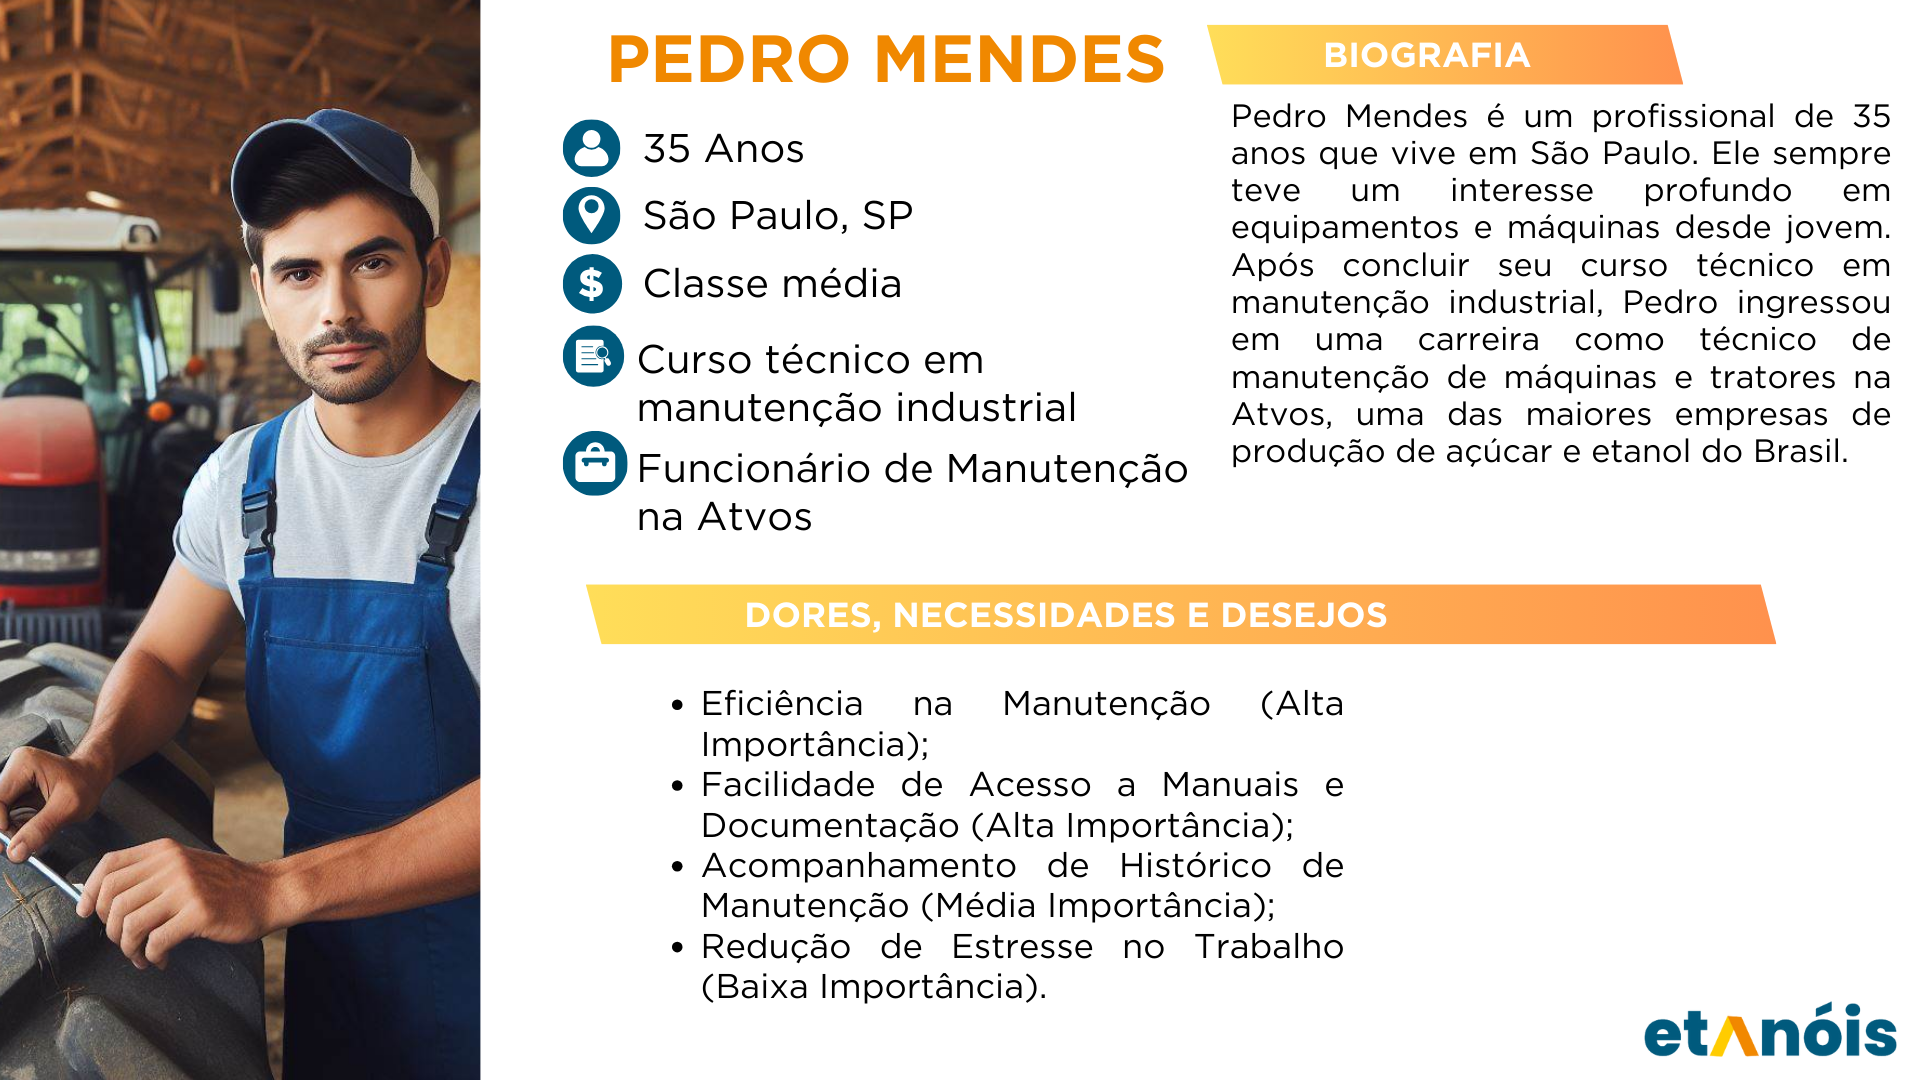 PEDRO MENDES
35 Anos
São Paulo, SP
Classe média
Curso técnico em
manutenção industrial
Funcionário de Manutenção
na Atvos
BIOGRAFIA
Pedro Mendes é um profissional de 35
anos que vive em São Paulo. Ele sempre
teve um interesse profundo em
equipamentos e máquinas desde jovem.
Após concluir seu curso técnico em
manutenção industrial, Pedro ingressou
em uma carreira como técnico de
manutenção de máquinas e tratores na
Atvos, uma das maiores empresas de
produção de açúcar e etanol do Brasil.
DORES, NECESSIDADES E DESEJOS
• Eficiência na Manutenção (Alta
Importância);
• Facilidade de Acesso a Manuais e
Documentação (Alta Importância);
• Acompanhamento de Histórico de
Manutenção (Média Importância);
• Redução de Estresse no Trabalho
(Baixa Importância).
etanóis